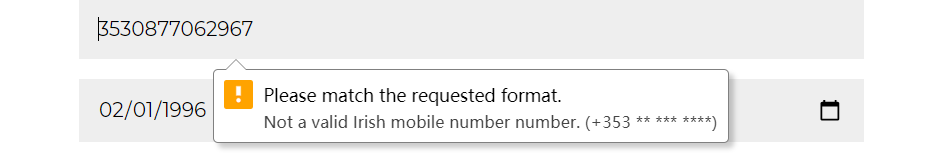 3530877062967
Please match the requested format.
02/01/1996
Not a valid Irish mobile number number. (+353 ** *** ****)